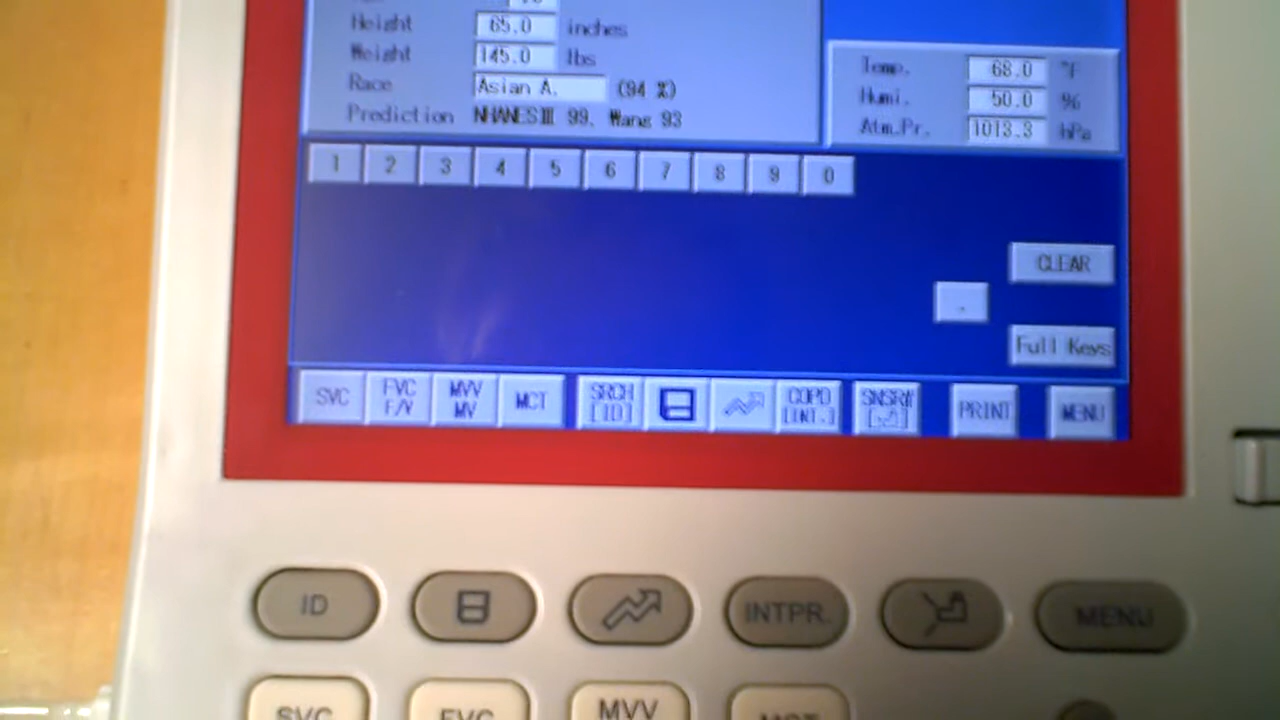 Height 65.0 inches
Weight 145.0 lbs
Race Asian A. (94 %)
Prediction NHANESⅢ 99, Wang 93
Temp. 68.0 °F
Humi. 50.0 %
Atm.Pr. 1013.3 hPa
1 2 3 4 5 6 7 8 9 0
CLEAR
.
Full Keys
SVC FVC F/V MVV MV MCT SRCH [ID] COPD [INT.] SNSR# PRINT MENU
ID INTPR. MENU
SVC FVC MVV MCT